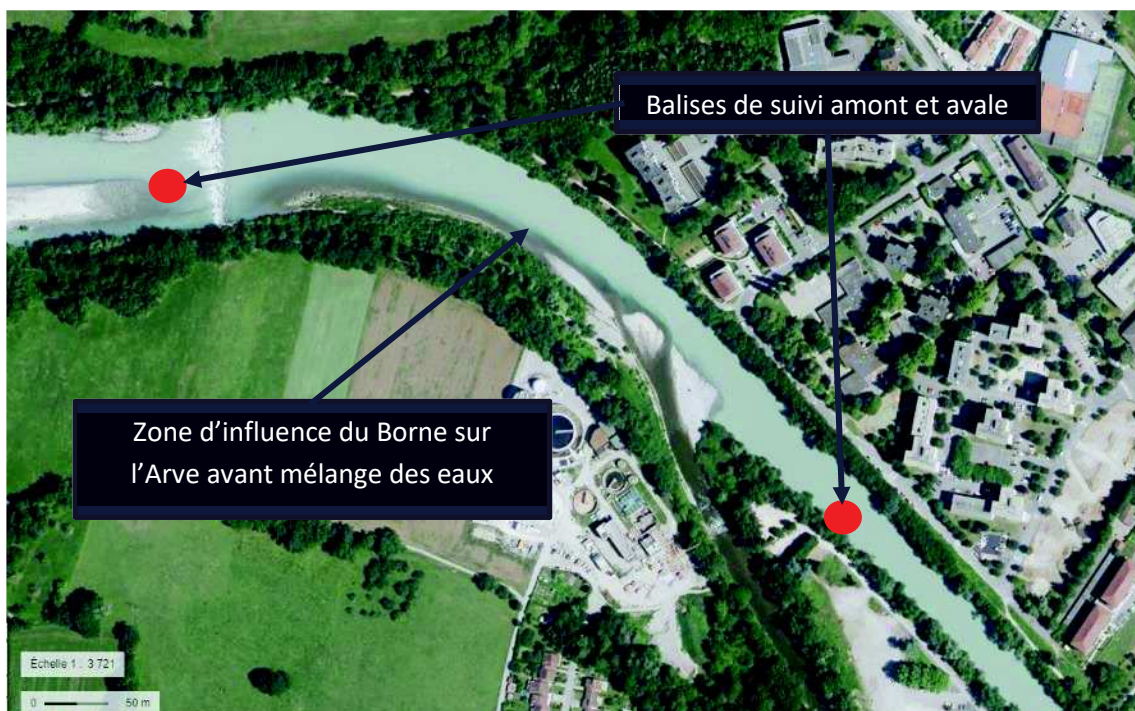 Balises de suivi amont et avale
Zone d’influence du Borne sur
l’Arve avant mélange des eaux
Échelle 1 : 3 721
0 50 m